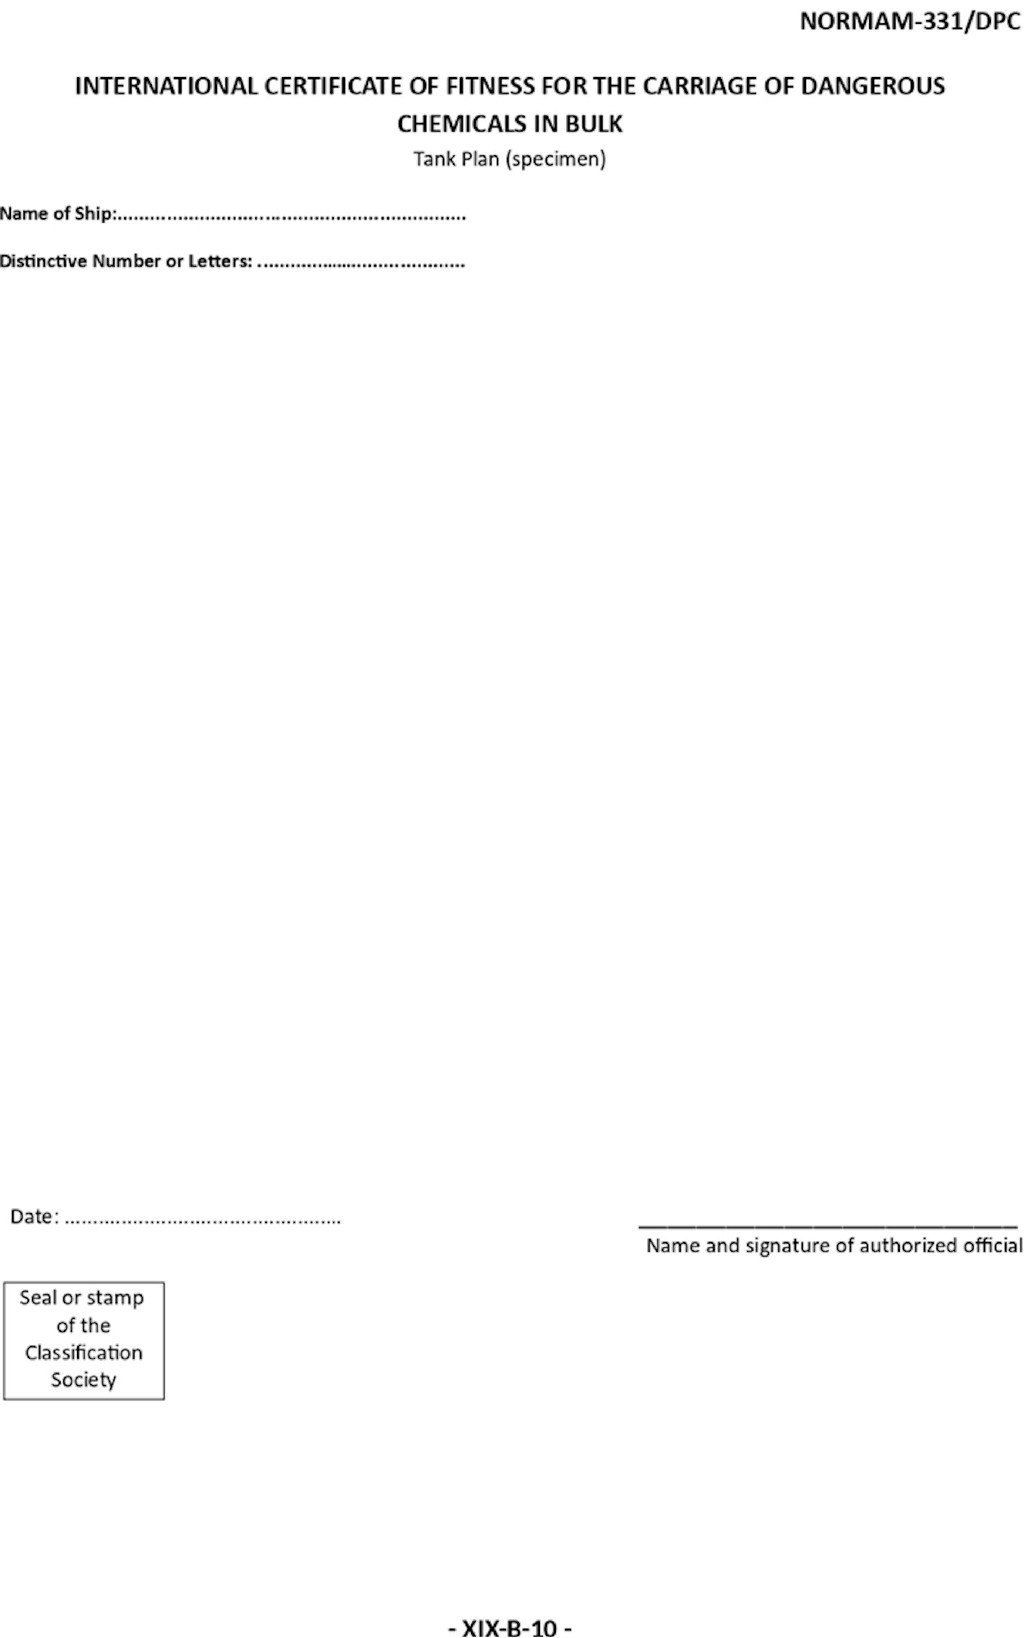 NORMAM-331/DPC
INTERNATIONAL CERTIFICATE OF FITNESS FOR THE CARRIAGE OF DANGEROUS
CHEMICALS IN BULK
Tank Plan (specimen)
Name of Ship:................................................................
Distinctive Number or Letters: ......................................
Date: .................................................
Name and signature of authorized official
Seal or stamp
of the
Classification
Society
- XIX-B-10 -